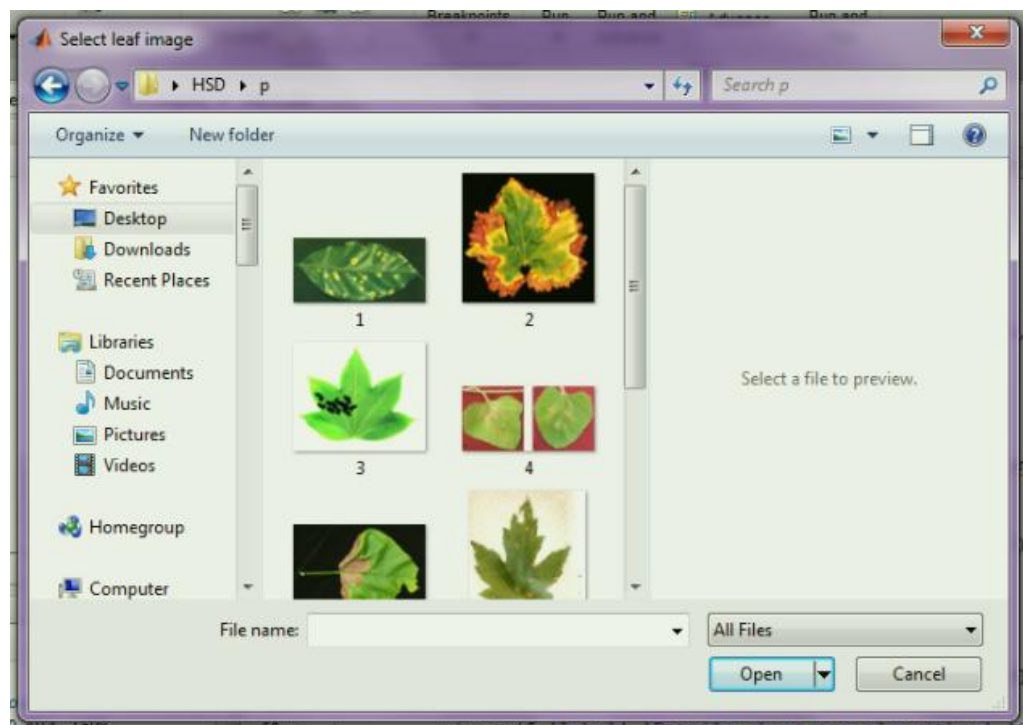 Breakpoints Run Run and Advance Run and
Select leaf image
HSD p
Search p
Organize New folder
Favorites
Desktop
Downloads
Recent Places
Libraries
Documents
Music
Pictures
Videos
Homegroup
Computer
1
2
3
4
Select a file to preview.
File name:
All Files
Open
Cancel